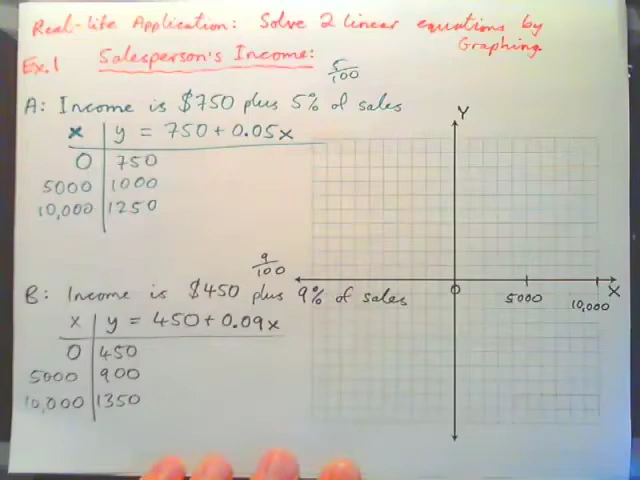 Real-life Application: Solve 2 linear equations by
Graphing
Ex.1 Salesperson's Income:
5/100
A: Income is $750 plus 5% of sales
x y = 750 + 0.05x
0 750
5000 1000
10,000 1250
9/100
B: Income is $450 plus 9% of sales
x y = 450 + 0.09x
0 450
5000 900
10,000 1350
Y
0 5000 10,000 X